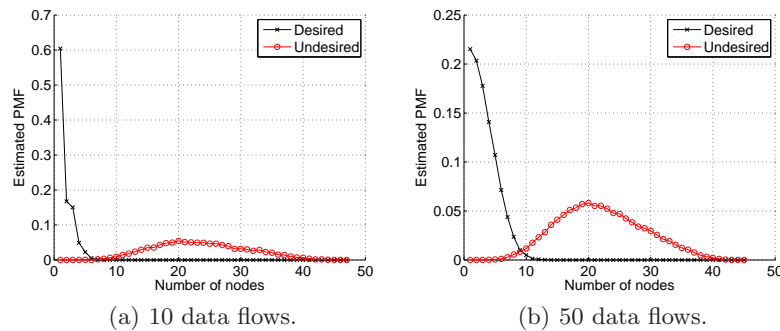 0.7
0.6
0.5
0.4
0.3
0.2
0.1
0
Estimated PMF
Desired
Undesired
0 10 20 30 40 50
Number of nodes
(a) 10 data flows.
0.25
0.2
0.15
0.1
0.05
0
Estimated PMF
Desired
Undesired
0 10 20 30 40 50
Number of nodes
(b) 50 data flows.